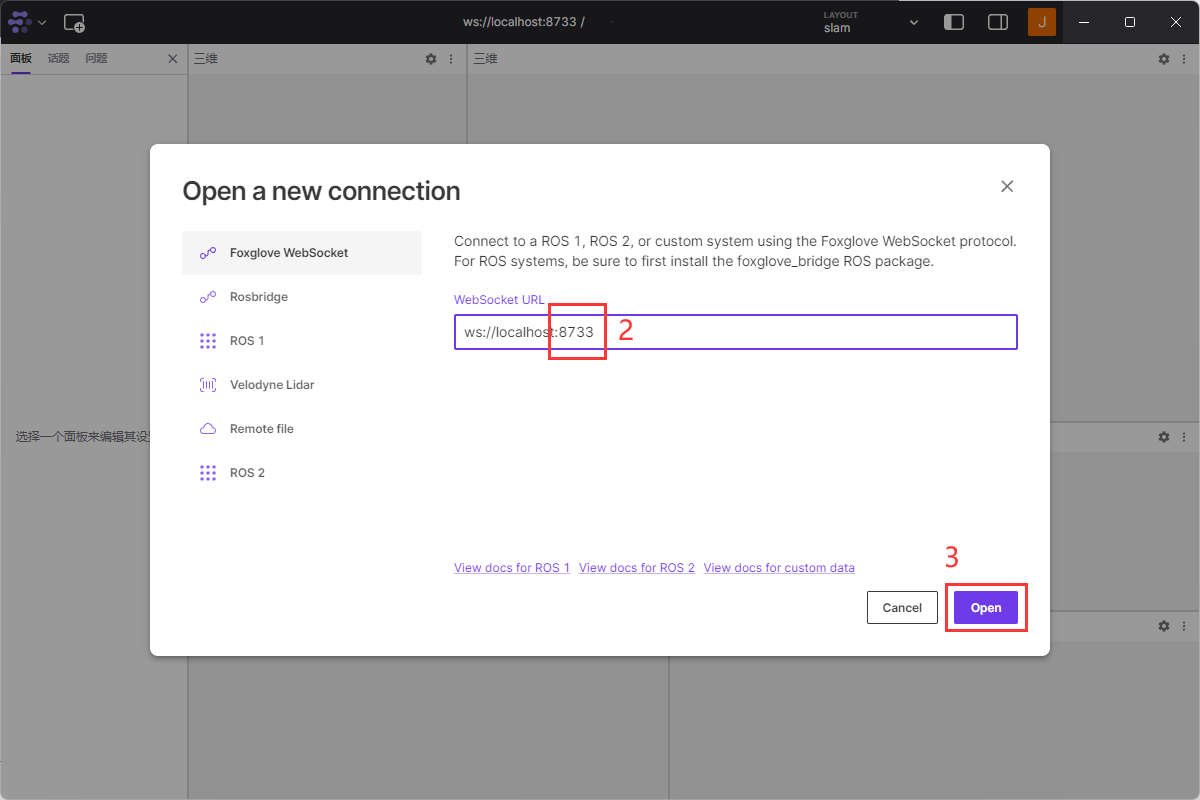 ws://localhost:8733 /
LAYOUT
slam
J
面板 话题 问题
三维
三维
选择一个面板来编辑其设
Open a new connection
Foxglove WebSocket
Rosbridge
ROS 1
Velodyne Lidar
Remote file
ROS 2
Connect to a ROS 1, ROS 2, or custom system using the Foxglove WebSocket protocol.
For ROS systems, be sure to first install the foxglove_bridge ROS package.
WebSocket URL
ws://localhost:8733
2
View docs for ROS 1 View docs for ROS 2 View docs for custom data
3
Cancel
Open